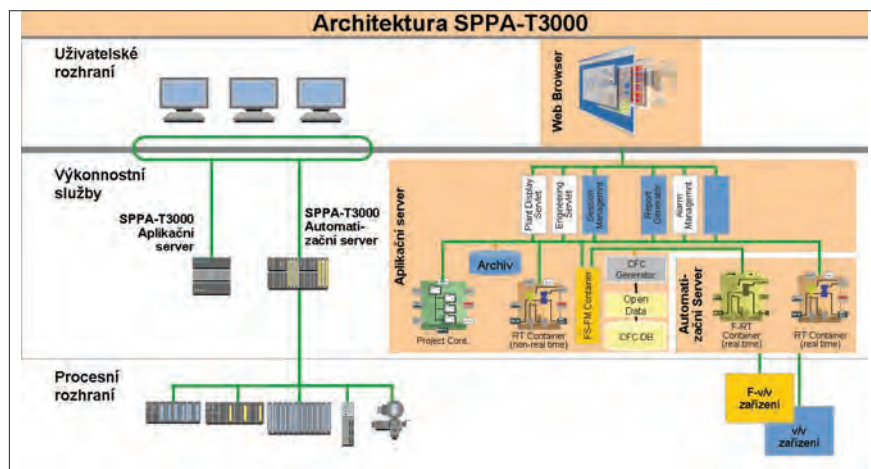 Architektura SPPA-T3000
Uživatelské
rozhraní
Web Browser
Výkonnostní
služby
SPPA-T3000
Aplikační
server
SPPA-T3000
Automati-
zační server
Aplikační server
Plant Display
Servlet
Engineering
Servlet
Session
Managemnt
Report
Generator
Alarm
Managemnt
Archiv
Project Cont.
RT Container
(non-real time)
FS-FM Container
CFC
Generator
Open
Data
CFC-DB
Automati-
zační Server
F-RT
Container
(real time)
RT Container
(real time)
Procesní
rozhraní
F-v/v
zařízení
v/v
zařízení